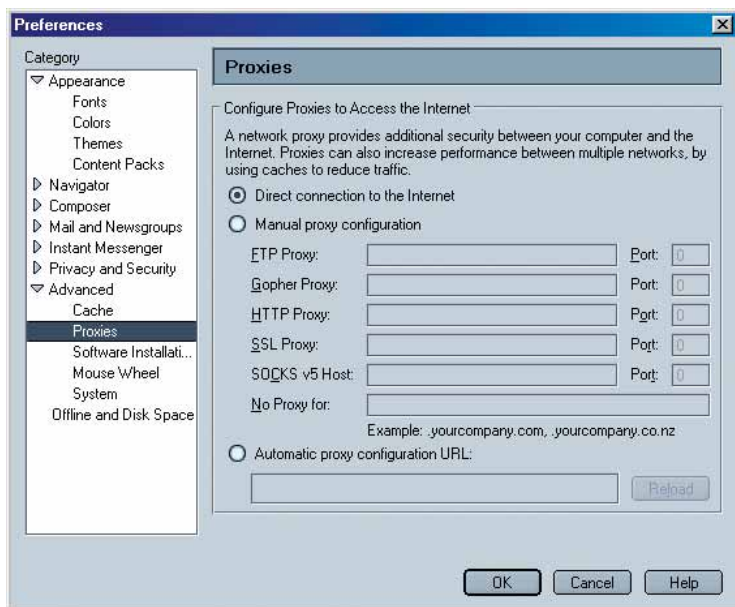 Preferences
Category
Appearance
Fonts
Colors
Themes
Content Packs
Navigator
Composer
Mail and Newsgroups
Instant Messenger
Privacy and Security
Advanced
Cache
Proxies
Software Installati...
Mouse Wheel
System
Offline and Disk Space
Proxies
Configure Proxies to Access the Internet
A network proxy provides additional security between your computer and the
Internet. Proxies can also increase performance between multiple networks, by
using caches to reduce traffic.
Direct connection to the Internet
Manual proxy configuration
FTP Proxy: Port: 0
Gopher Proxy: Port: 0
HTTP Proxy: Port: 0
SSL Proxy: Port: 0
SOCKS v5 Host: Port: 0
No Proxy for:
Example: .yourcompany.com, .yourcompany.co.nz
Automatic proxy configuration URL:
Reload
OK Cancel Help